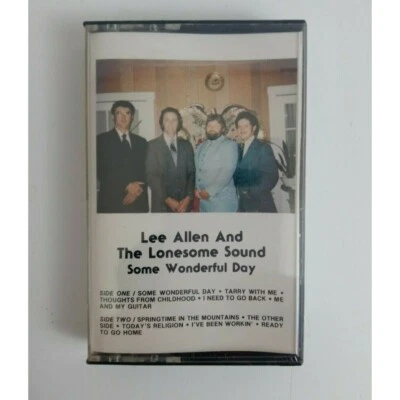 Lee Allen And
The Lonesome Sound
Some Wonderful Day
SIDE ONE / SOME WONDERFUL DAY • TARRY WITH ME •
THOUGHTS FROM CHILDHOOD • I NEED TO GO BACK • ME
AND MY GUITAR
SIDE TWO / SPRINGTIME IN THE MOUNTAINS • THE OTHER
SIDE • TODAY'S RELIGION • I'VE BEEN WORKIN' • READY
TO GO HOME